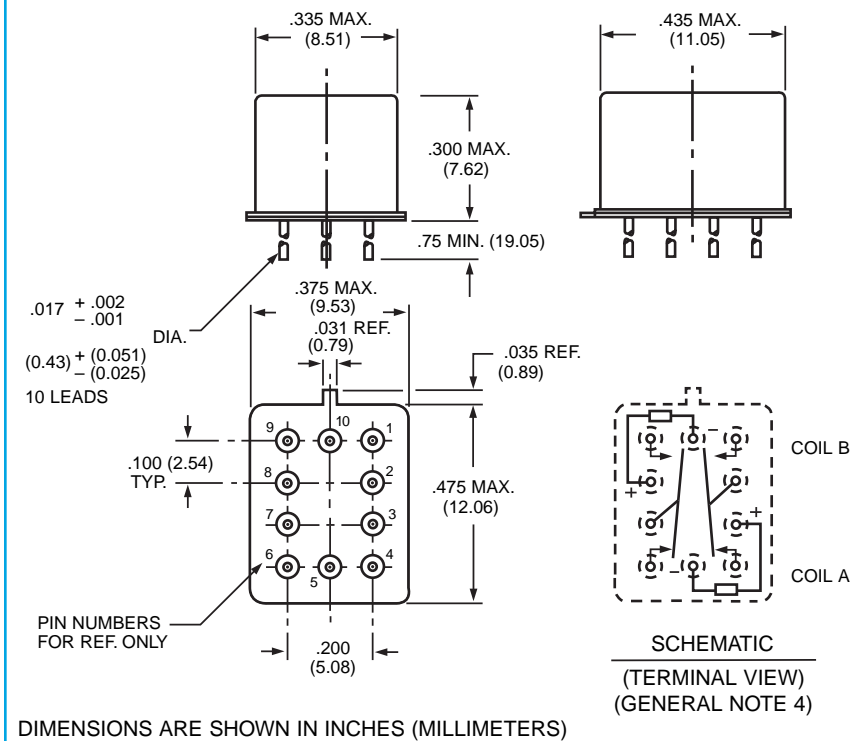 .335 MAX.
(8.51)
.435 MAX.
(11.05)
.300 MAX.
(7.62)
.75 MIN. (19.05)
.017 + .002
– .001
DIA.
(0.43) + (0.051)
– (0.025)
10 LEADS
.375 MAX.
(9.53)
.031 REF.
(0.79)
.035 REF.
(0.89)
9 10 1
8 2
7 3
6 5 4
.100 (2.54)
TYP.
.475 MAX.
(12.06)
PIN NUMBERS
FOR REF. ONLY
.200
(5.08)
–
COIL B
+
+
–
COIL A
SCHEMATIC
(TERMINAL VIEW)
(GENERAL NOTE 4)
DIMENSIONS ARE SHOWN IN INCHES (MILLIMETERS)